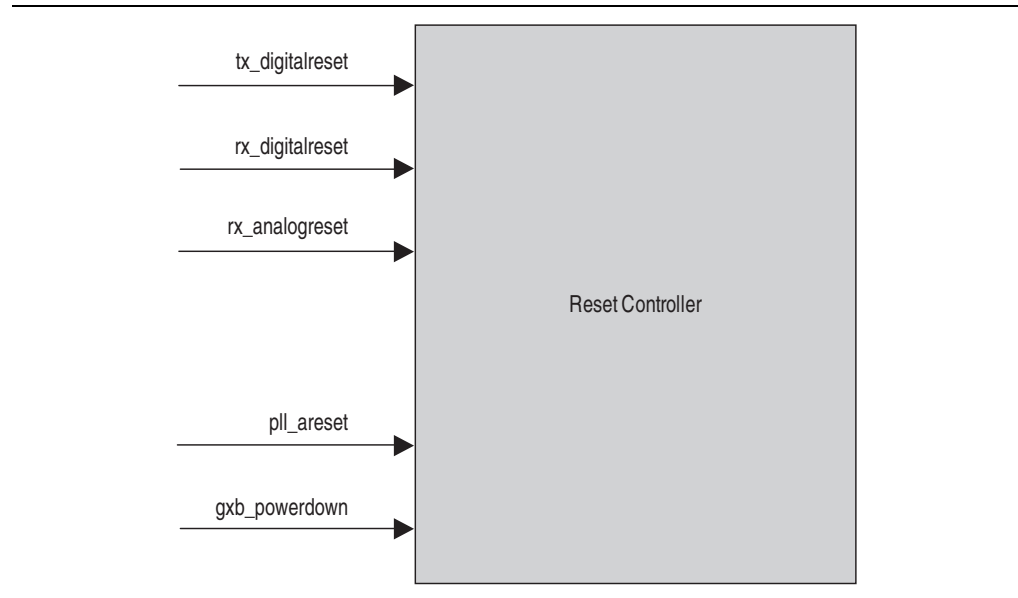 tx_digitalreset
rx_digitalreset
rx_analogreset
Reset Controller
pll_areset
gxb_powerdown